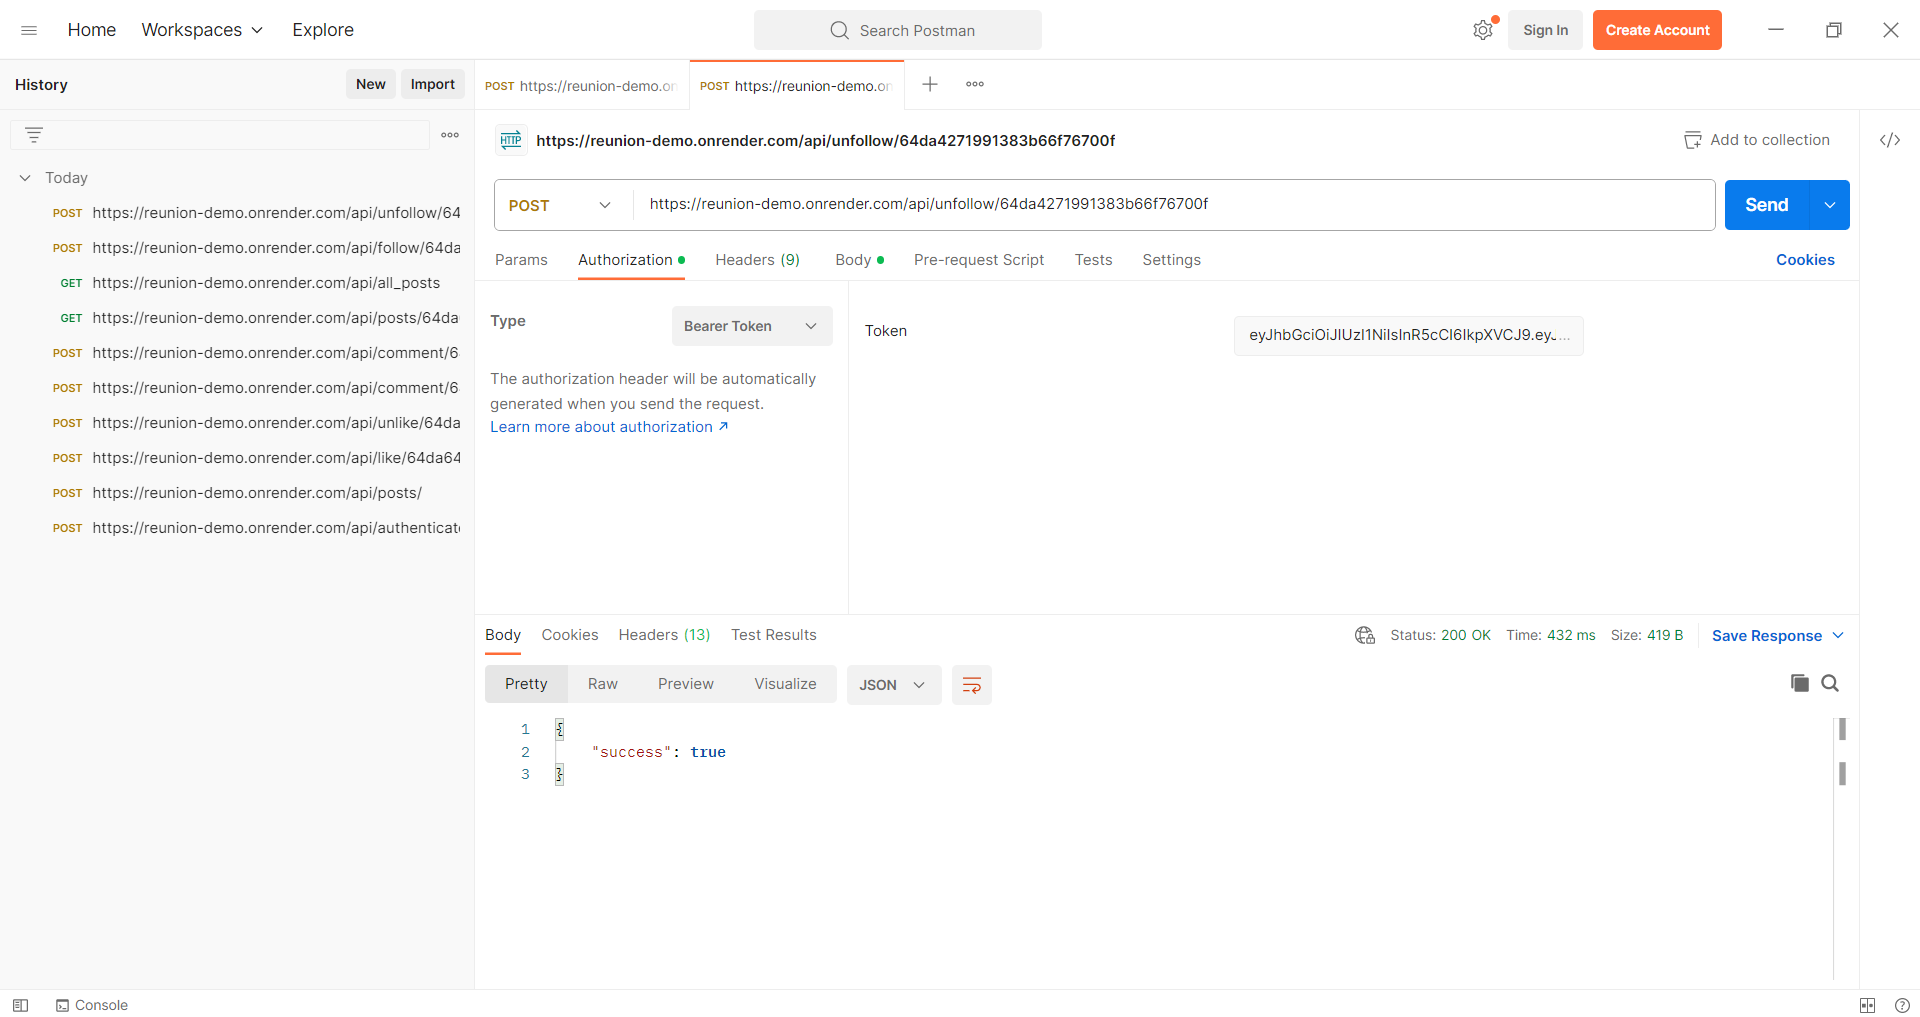 Home Workspaces Explore Search Postman Sign In Create Account
History New Import
POST https://reunion-demo.on POST https://reunion-demo.on
HTTP https://reunion-demo.onrender.com/api/unfollow/64da4271991383b66f76700f Add to collection
Today
POST https://reunion-demo.onrender.com/api/unfollow/64
POST https://reunion-demo.onrender.com/api/follow/64da
GET https://reunion-demo.onrender.com/api/all_posts
GET https://reunion-demo.onrender.com/api/posts/64da
POST https://reunion-demo.onrender.com/api/comment/6
POST https://reunion-demo.onrender.com/api/comment/6
POST https://reunion-demo.onrender.com/api/unlike/64da
POST https://reunion-demo.onrender.com/api/like/64da64
POST https://reunion-demo.onrender.com/api/posts/
POST https://reunion-demo.onrender.com/api/authenticate
POST https://reunion-demo.onrender.com/api/unfollow/64da4271991383b66f76700f Send
Params Authorization Headers (9) Body Pre-request Script Tests Settings Cookies
Type Bearer Token
The authorization header will be automatically
generated when you send the request.
Learn more about authorization ↗
Token eyJhbGciOiJIUzI1NiIsInR5cCI6IkpXVCJ9.eyJ...
Body Cookies Headers (13) Test Results Status: 200 OK Time: 432 ms Size: 419 B Save Response
Pretty Raw Preview Visualize JSON
1 {
2 "success": true
3 }
Console